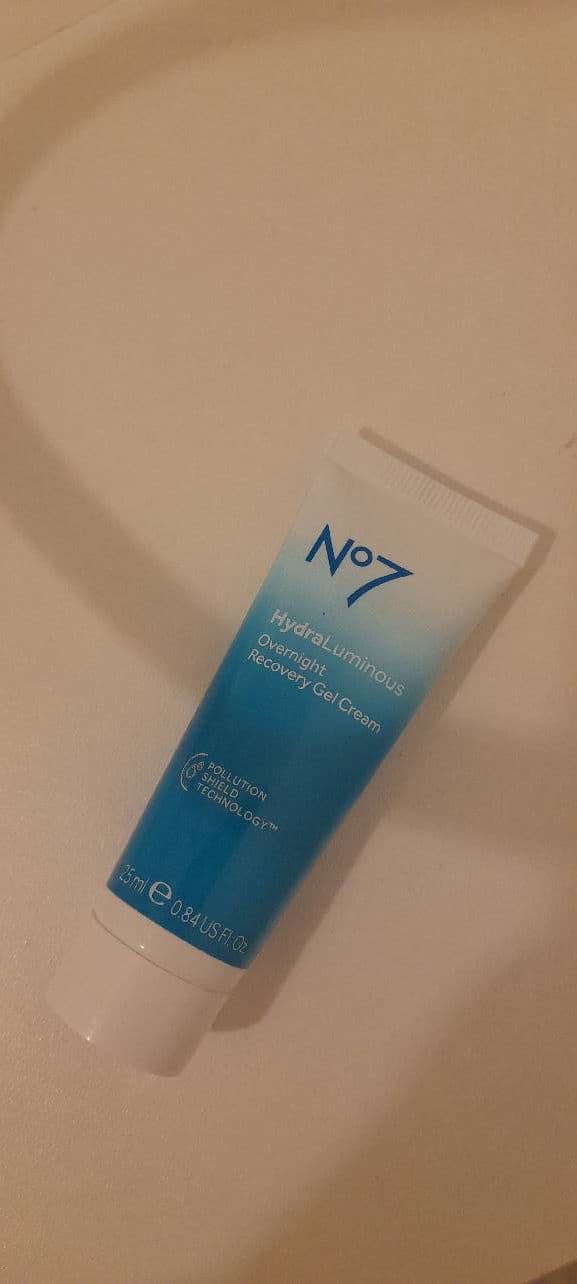 No7
HydraLuminous
Overnight
Recovery Gel Cream
POLLUTION
SHIELD
TECHNOLOGY™
25ml ℮ 0.84 US Fl. Oz.